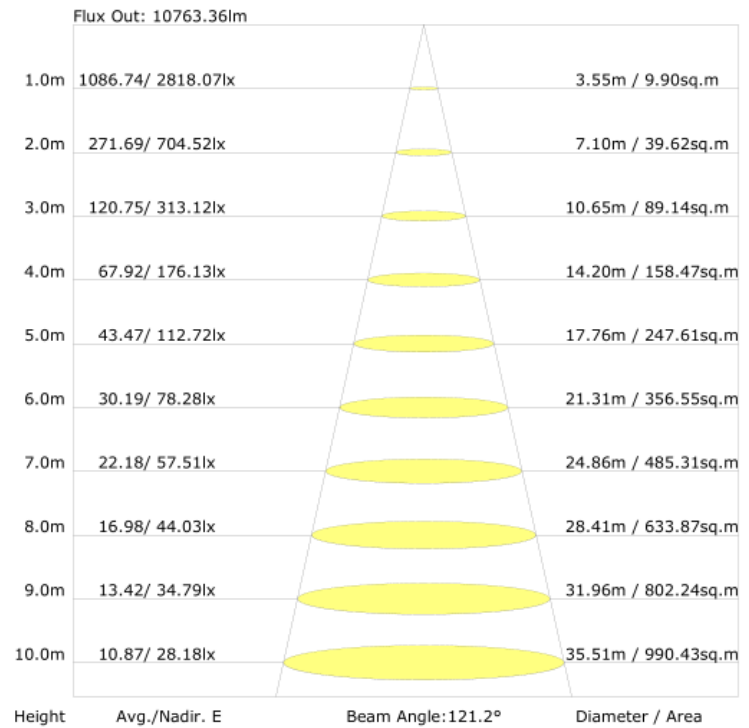 Flux Out: 10763.36lm
1.0m 1086.74/ 2818.07lx 3.55m / 9.90sq.m
2.0m 271.69/ 704.52lx 7.10m / 39.62sq.m
3.0m 120.75/ 313.12lx 10.65m / 89.14sq.m
4.0m 67.92/ 176.13lx 14.20m / 158.47sq.m
5.0m 43.47/ 112.72lx 17.76m / 247.61sq.m
6.0m 30.19/ 78.28lx 21.31m / 356.55sq.m
7.0m 22.18/ 57.51lx 24.86m / 485.31sq.m
8.0m 16.98/ 44.03lx 28.41m / 633.87sq.m
9.0m 13.42/ 34.79lx 31.96m / 802.24sq.m
10.0m 10.87/ 28.18lx 35.51m / 990.43sq.m
Height Avg./Nadir. E Beam Angle:121.2° Diameter / Area